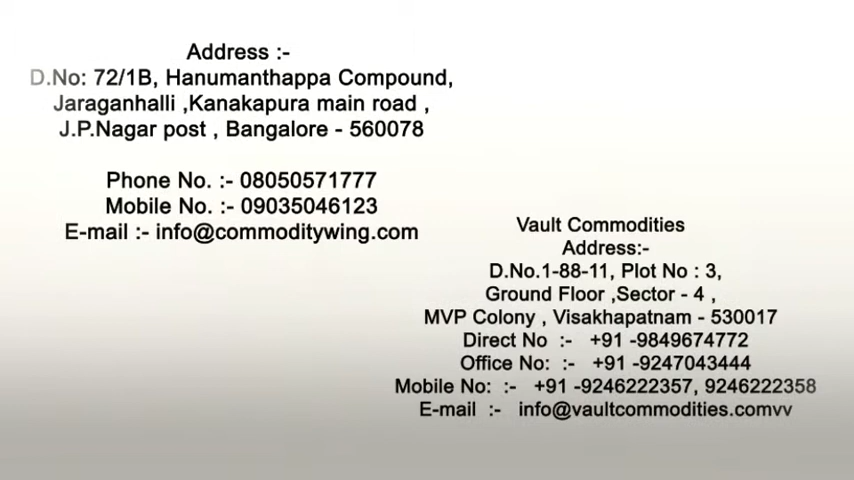 Address :-
D.No: 72/1B, Hanumanthappa Compound,
Jaraganhalli ,Kanakapura main road ,
J.P.Nagar post , Bangalore - 560078
Phone No. :- 08050571777
Mobile No. :- 09035046123
E-mail :- info@commoditywing.com
Vault Commodities
Address:-
D.No.1-88-11, Plot No : 3,
Ground Floor ,Sector - 4 ,
MVP Colony , Visakhapatnam - 530017
Direct No :- +91 -9849674772
Office No: :- +91 -9247043444
Mobile No: :- +91 -9246222357, 9246222358
E-mail :- info@vaultcommodities.comvv